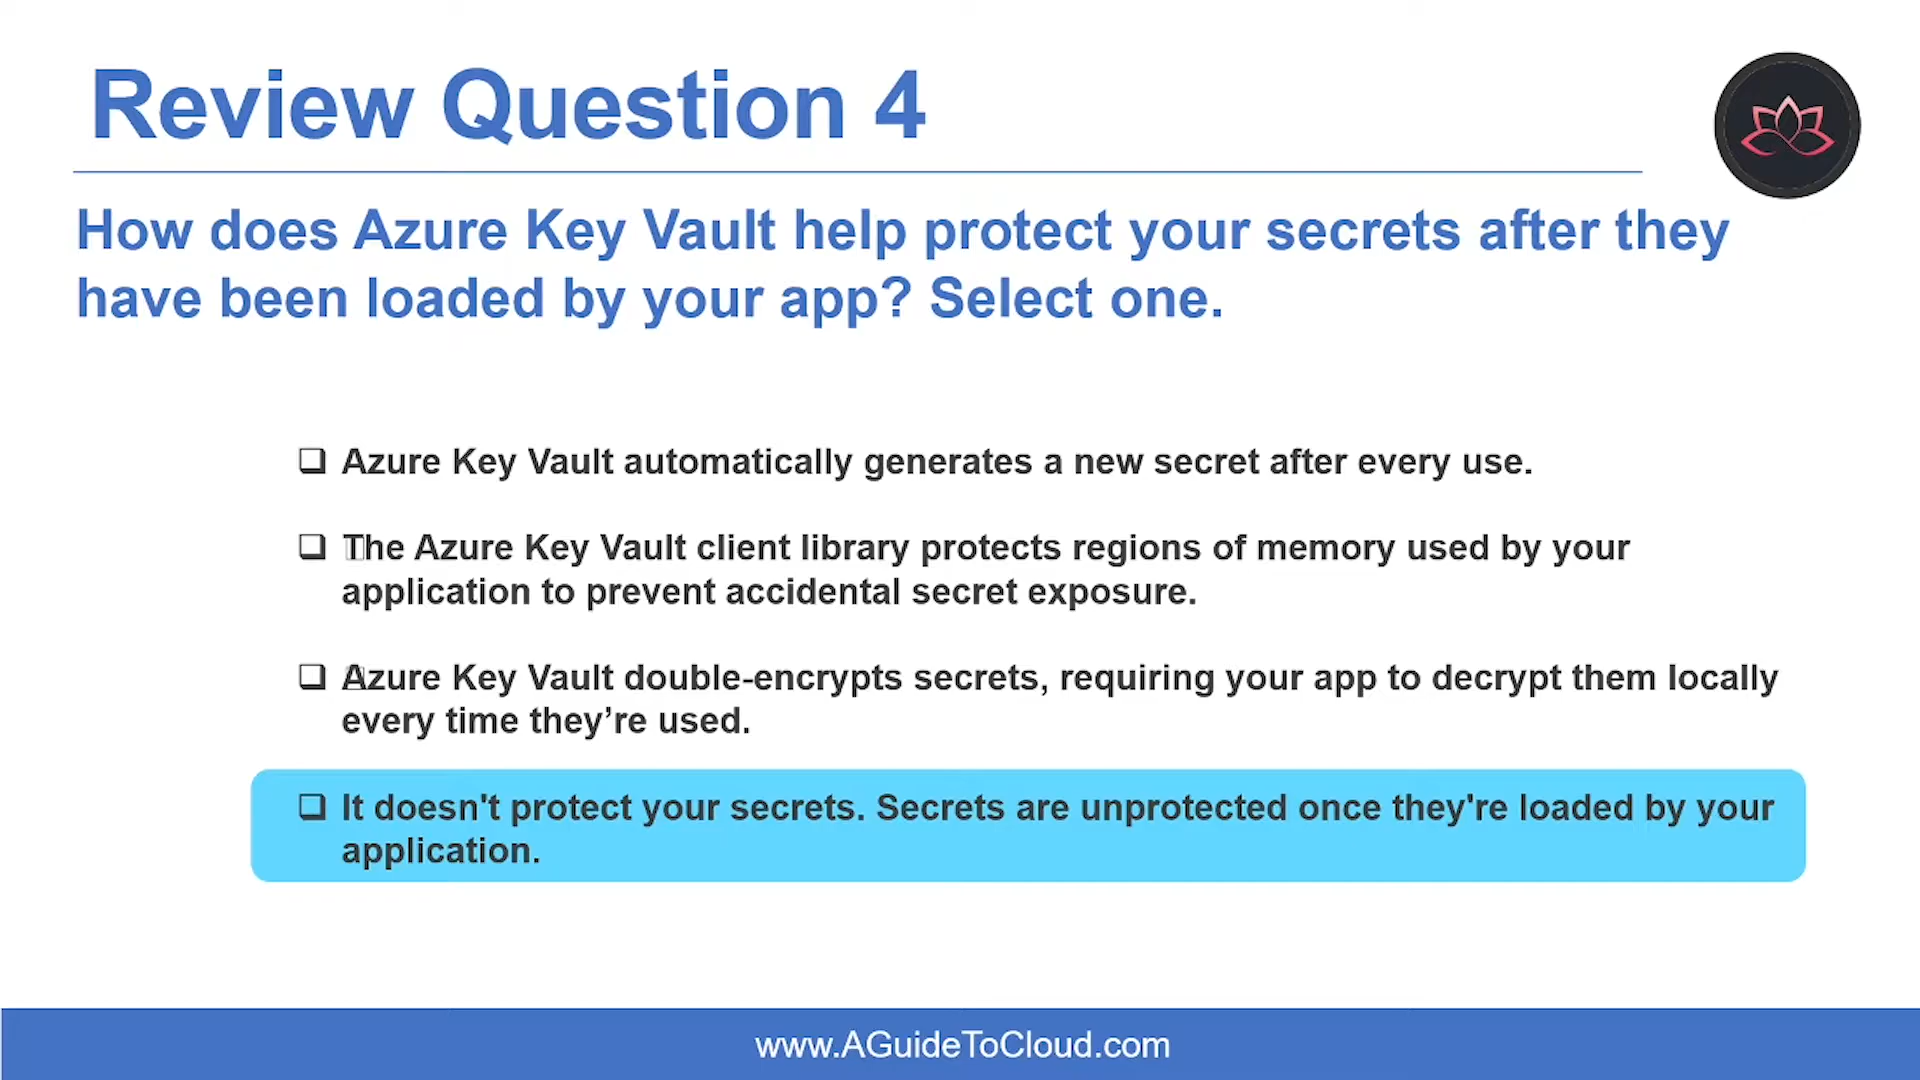 Review Question 4
How does Azure Key Vault help protect your secrets after they
have been loaded by your app? Select one.
Azure Key Vault automatically generates a new secret after every use.
The Azure Key Vault client library protects regions of memory used by your
application to prevent accidental secret exposure.
Azure Key Vault double-encrypts secrets, requiring your app to decrypt them locally
every time they’re used.
It doesn't protect your secrets. Secrets are unprotected once they're loaded by your
application.
www.AGuideToCloud.com